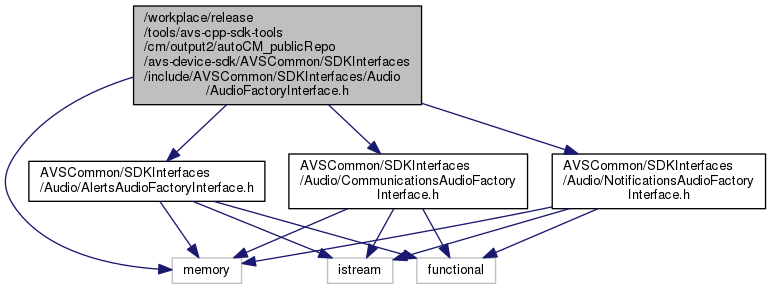 /workplace/release
/tools/avs-cpp-sdk-tools
/cm/output2/autoCM_publicRepo
/avs-device-sdk/AVSCommon/SDKInterfaces
/include/AVSCommon/SDKInterfaces/Audio
/AudioFactoryInterface.h
AVSCommon/SDKInterfaces
/Audio/AlertsAudioFactoryInterface.h
AVSCommon/SDKInterfaces
/Audio/CommunicationsAudioFactory
Interface.h
AVSCommon/SDKInterfaces
/Audio/NotificationsAudioFactory
Interface.h
memory
istream
functional